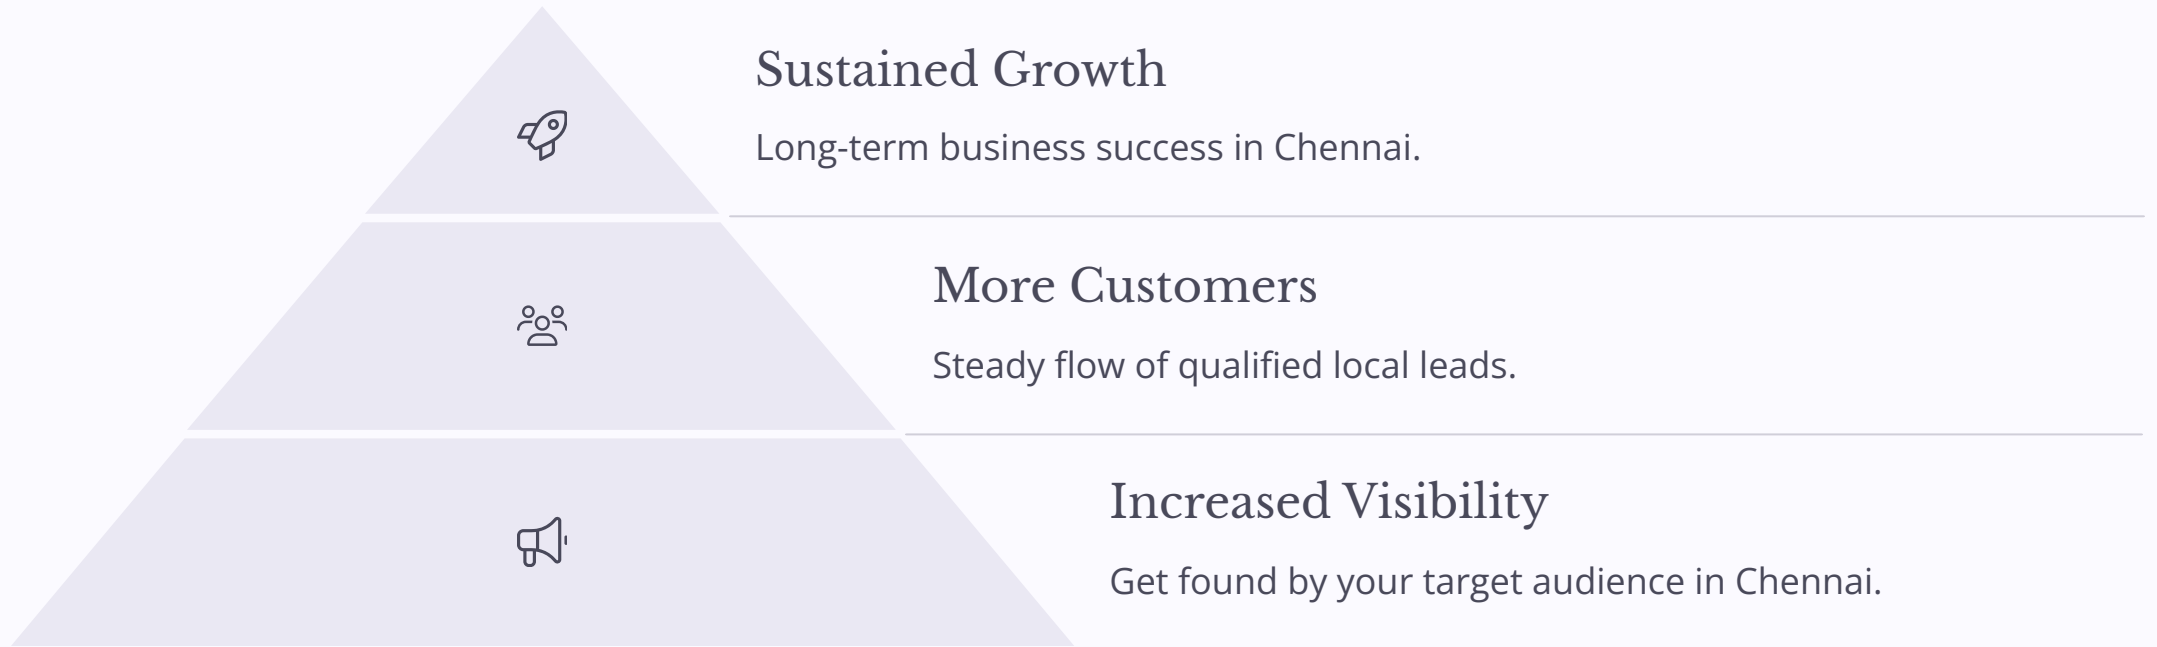 Sustained Growth
Long-term business success in Chennai.
More Customers
Steady flow of qualified local leads.
Increased Visibility
Get found by your target audience in Chennai.